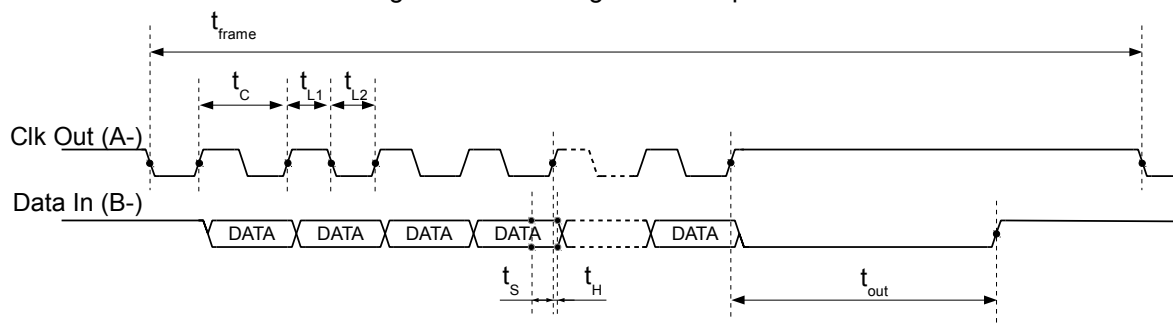 t_frame
t_C t_L1 t_L2
Clk Out (A-)
Data In (B-)
DATA DATA DATA DATA DATA
t_S t_H t_out